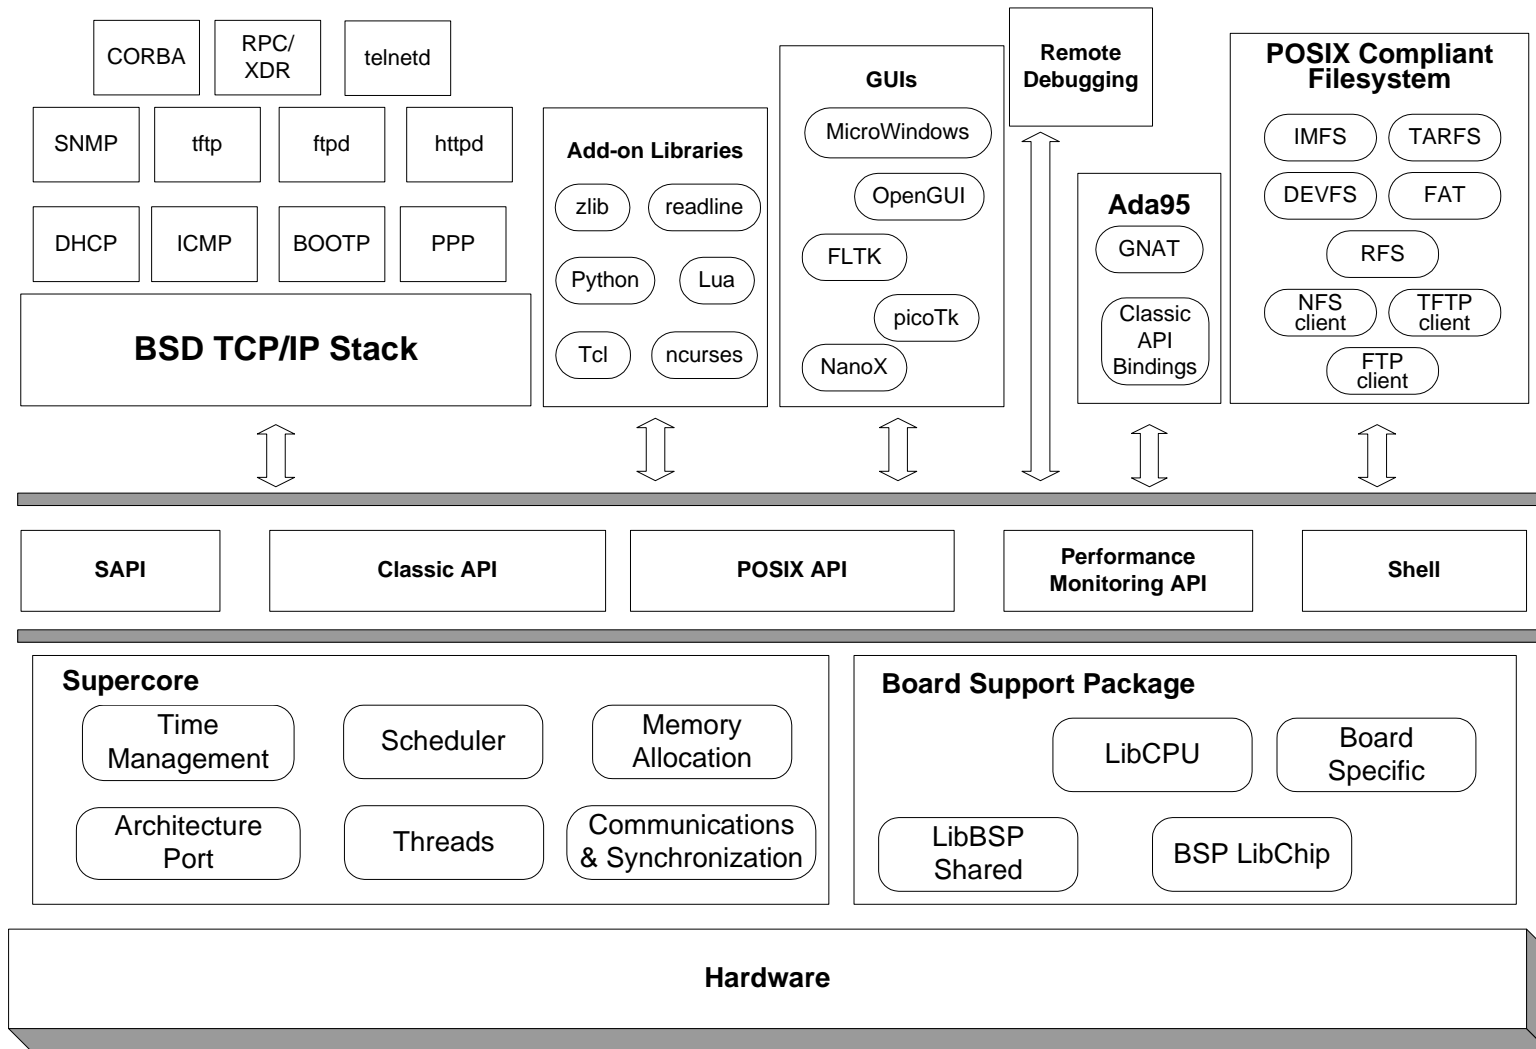 CORBA
RPC/
XDR
telnetd
SNMP
tftp
ftpd
httpd
DHCP
ICMP
BOOTP
PPP
BSD TCP/IP Stack
Add-on Libraries
zlib
readline
Python
Lua
Tcl
ncurses
GUIs
MicroWindows
OpenGUI
FLTK
picoTk
NanoX
Remote
Debugging
Ada95
GNAT
Classic
API
Bindings
POSIX Compliant
Filesystem
IMFS
TARFS
DEVFS
FAT
RFS
NFS
client
TFTP
client
FTP
client
SAPI
Classic API
POSIX API
Performance
Monitoring API
Shell
Supercore
Time
Management
Scheduler
Memory
Allocation
Architecture
Port
Threads
Communications
& Synchronization
Board Support Package
LibCPU
Board
Specific
LibBSP
Shared
BSP LibChip
Hardware